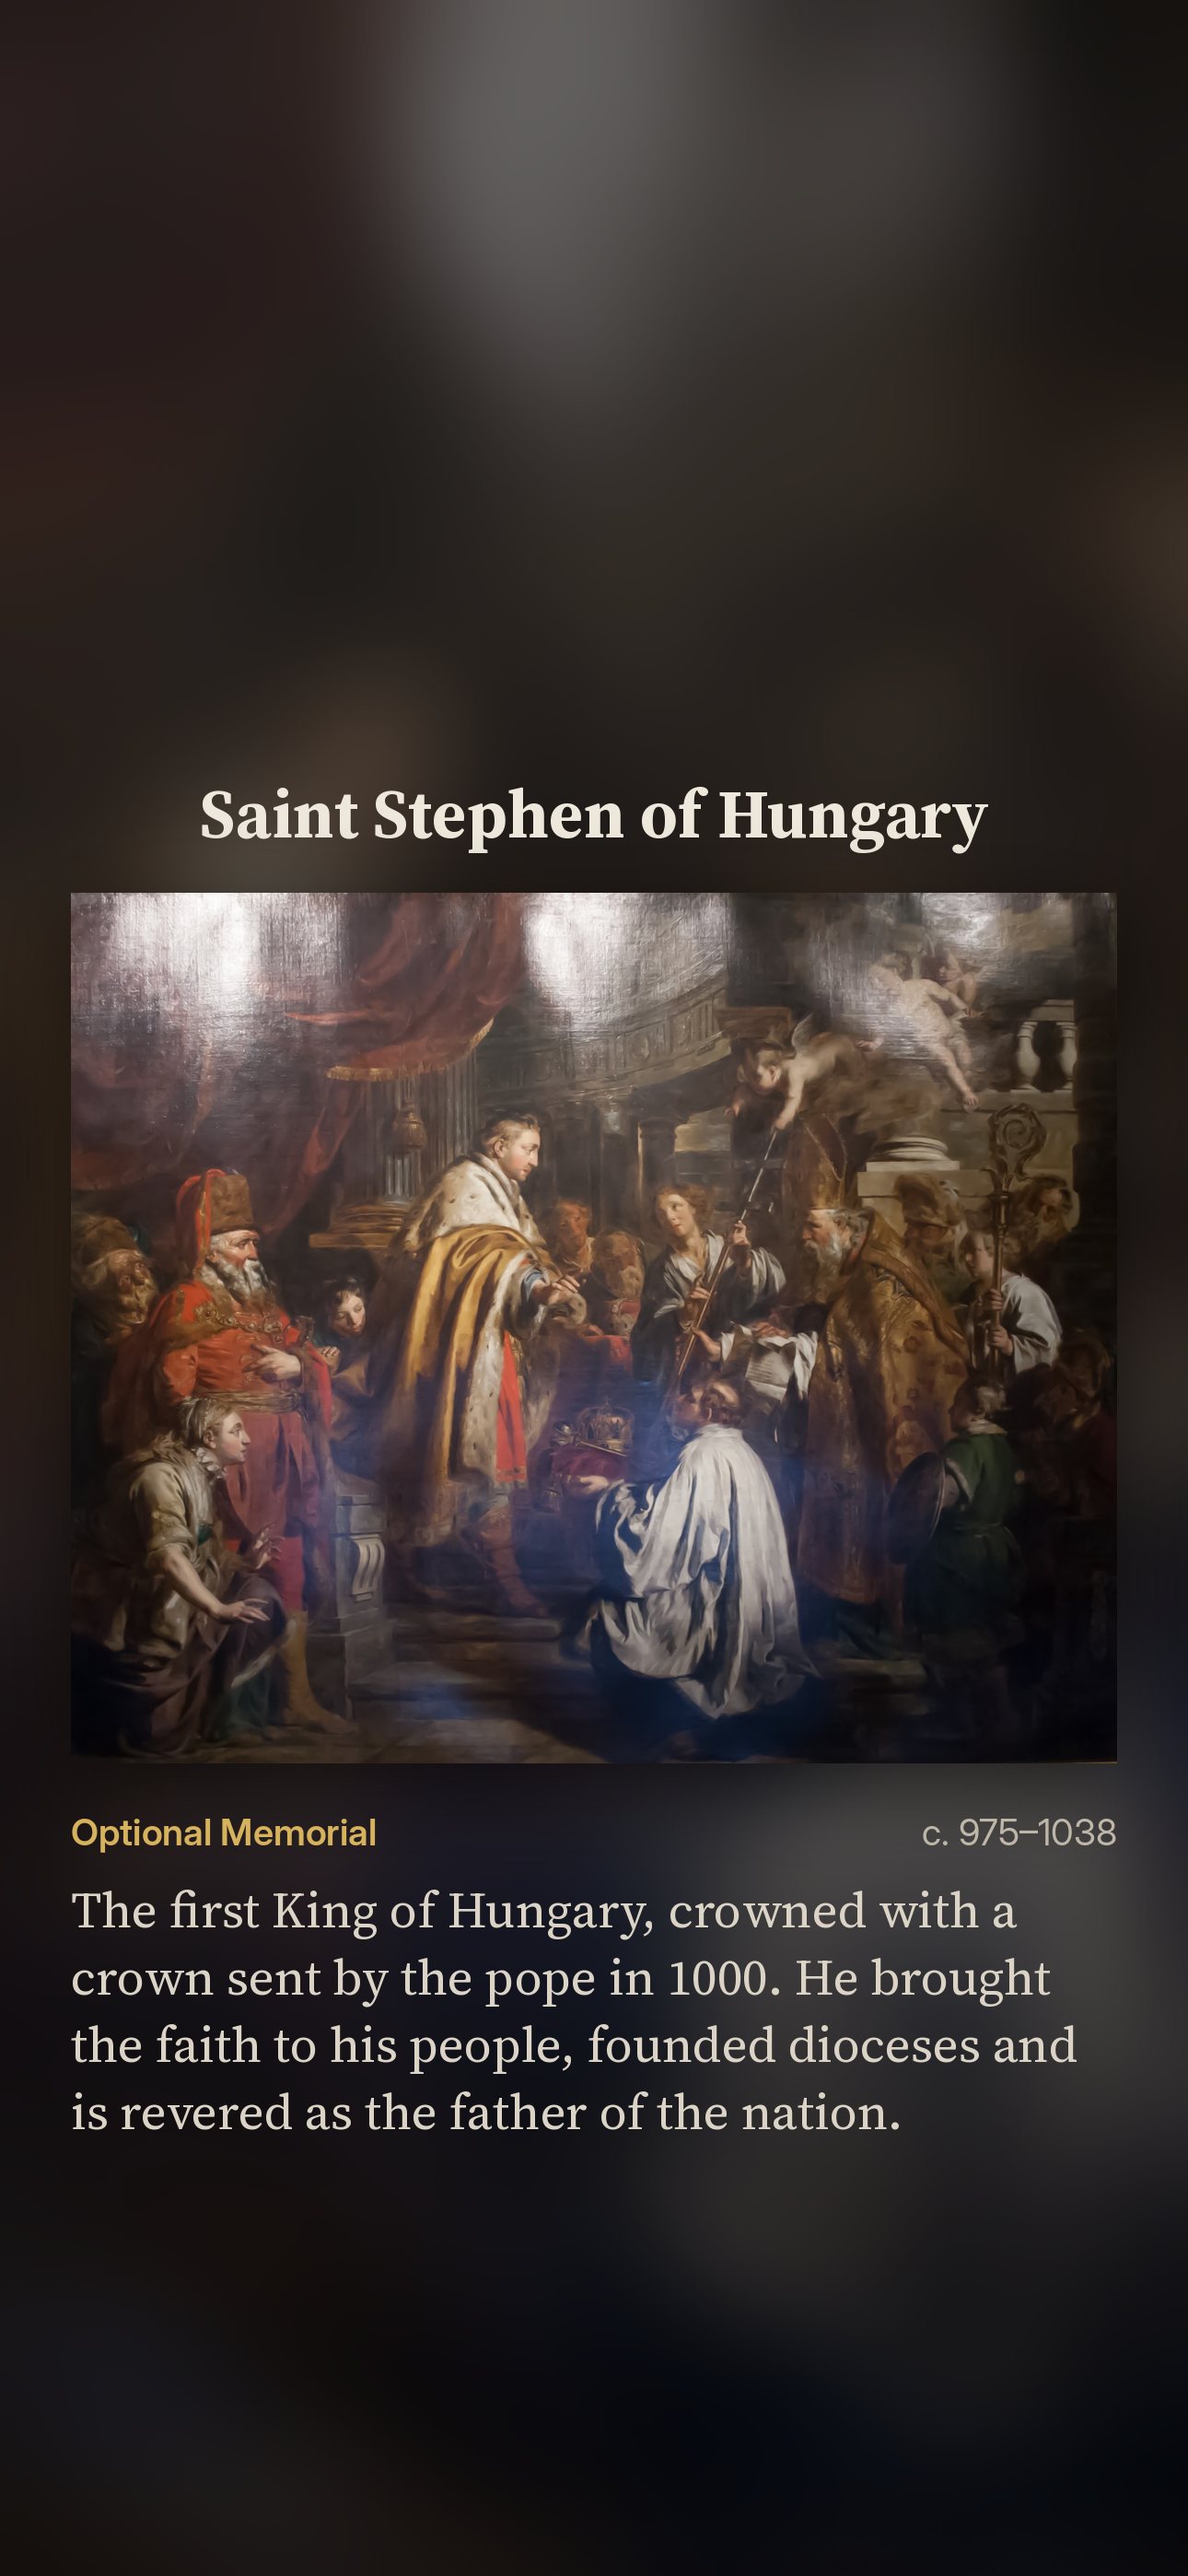 Saint Stephen of Hungary
Optional Memorial
c. 975–1038
The first King of Hungary, crowned with a
crown sent by the pope in 1000. He brought
the faith to his people, founded dioceses and
is revered as the father of the nation.